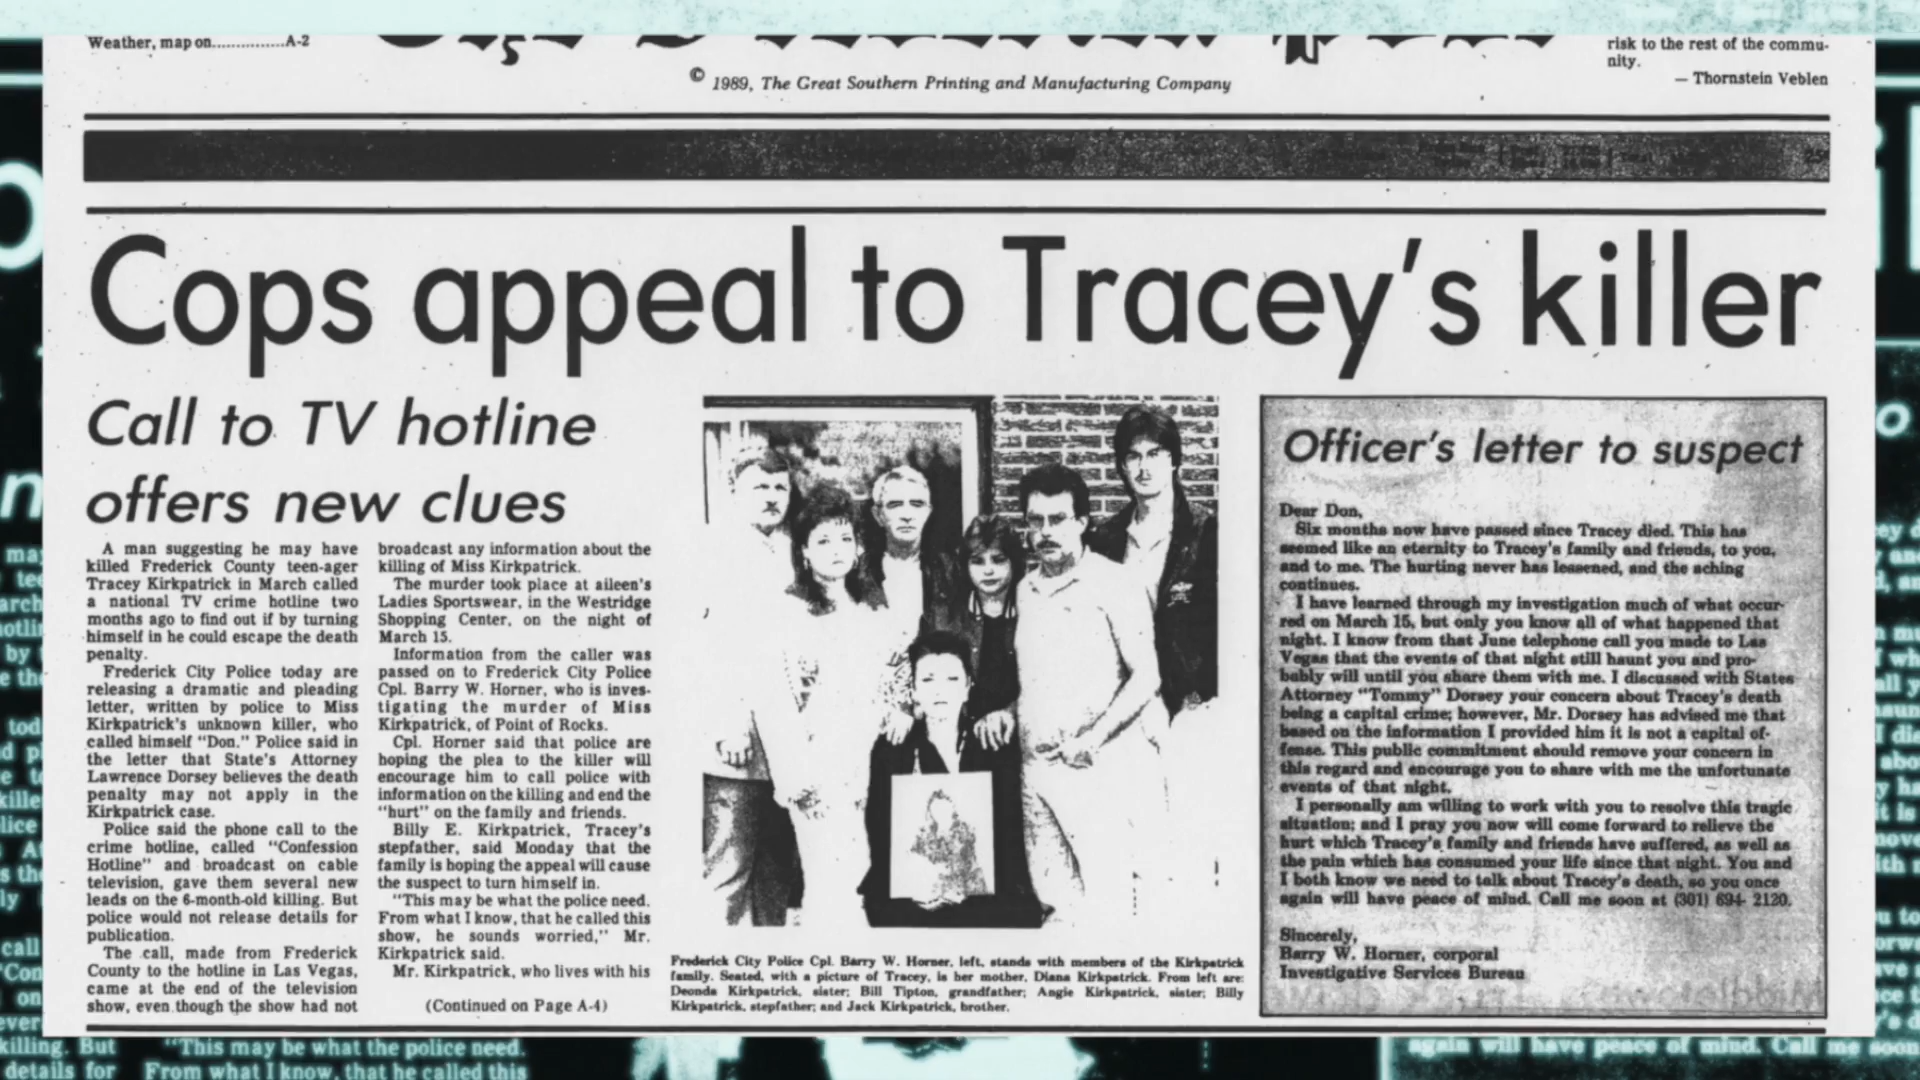 Weather, map on...............A-2
© 1989, The Great Southern Printing and Manufacturing Company
risk to the rest of the commu-
nity.
— Thornstein Veblen
Cops appeal to Tracey's killer
Call to TV hotline
offers new clues
A man suggesting he may have
killed Frederick County teen-ager
Tracey Kirkpatrick in March called
a national TV crime hotline two
months ago to find out if by turning
himself in he could escape the death
penalty.
Frederick City Police today are
releasing a dramatic and pleading
letter, written by police to Miss
Kirkpatrick's unknown killer, who
called himself "Don." Police said in
the letter that State's Attorney
Lawrence Dorsey believes the death
penalty may not apply in the
Kirkpatrick case.
Police said the phone call to the
crime hotline, called "Confession
Hotline" and broadcast on cable
television, gave them several new
leads on the 6-month-old killing. But
police would not release details for
publication.
The call, made from Frederick
County to the hotline in Las Vegas,
came at the end of the television
show, even though the show had not
broadcast any information about the
killing of Miss Kirkpatrick.
The murder took place at aileen's
Ladies Sportswear, in the Westridge
Shopping Center, on the night of
March 15.
Information from the caller was
passed on to Frederick City Police
Cpl. Barry W. Horner, who is inves-
tigating the murder of Miss
Kirkpatrick, of Point of Rocks.
Cpl. Horner said that police are
hoping the plea to the killer will
encourage him to call police with
information on the killing and end the
"hurt" on the family and friends.
Billy E. Kirkpatrick, Tracey's
stepfather, said Monday that the
family is hoping the appeal will cause
the suspect to turn himself in.
"This may be what the police need.
From what I know, that he called this
show, he sounds worried," Mr.
Kirkpatrick said.
Mr. Kirkpatrick, who lives with his
(Continued on Page A-4)
Frederick City Police Cpl. Barry W. Horner, left, stands with members of the Kirkpatrick
family. Seated, with a picture of Tracey, is her mother, Diana Kirkpatrick. From left are:
Deonda Kirkpatrick, sister; Bill Tipton, grandfather; Angie Kirkpatrick, sister; Billy
Kirkpatrick, stepfather; and Jack Kirkpatrick, brother.
Officer's letter to suspect
Dear Don,
Six months now have passed since Tracey died. This has
seemed like an eternity to Tracey's family and friends, to you,
and to me. The hurting never has lessened, and the aching
continues.
I have learned through my investigation much of what occur-
red on March 15, but only you know all of what happened that
night. I know from that June telephone call you made to Las
Vegas that the events of that night still haunt you and pro-
bably will until you share them with me. I discussed with States
Attorney "Tommy" Dorsey your concern about Tracey's death
being a capital crime; however, Mr. Dorsey has advised me that
based on the information I provided him it is not a capital of-
fense. This public commitment should remove your concern in
this regard and encourage you to share with me the unfortunate
events of that night.
I personally am willing to work with you to resolve this tragic
situation; and I pray you now will come forward to relieve the
hurt which Tracey's family and friends have suffered, as well as
the pain which has consumed your life since that night. You and
I both know we need to talk about Tracey's death, so you once
again will have peace of mind. Call me soon at (301) 694- 2120.
Sincerely,
Barry W. Horner, corporal
Investigative Services Bureau
killing. But
details for
"This may be what the police need.
From what I know, that he called this
again will have peace of mind. Call me soon